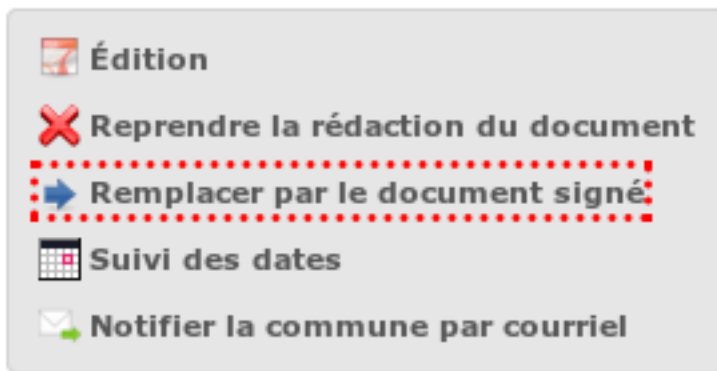 Édition
Reprendre la rédaction du document
Remplacer par le document signé
Suivi des dates
Notifier la commune par courriel